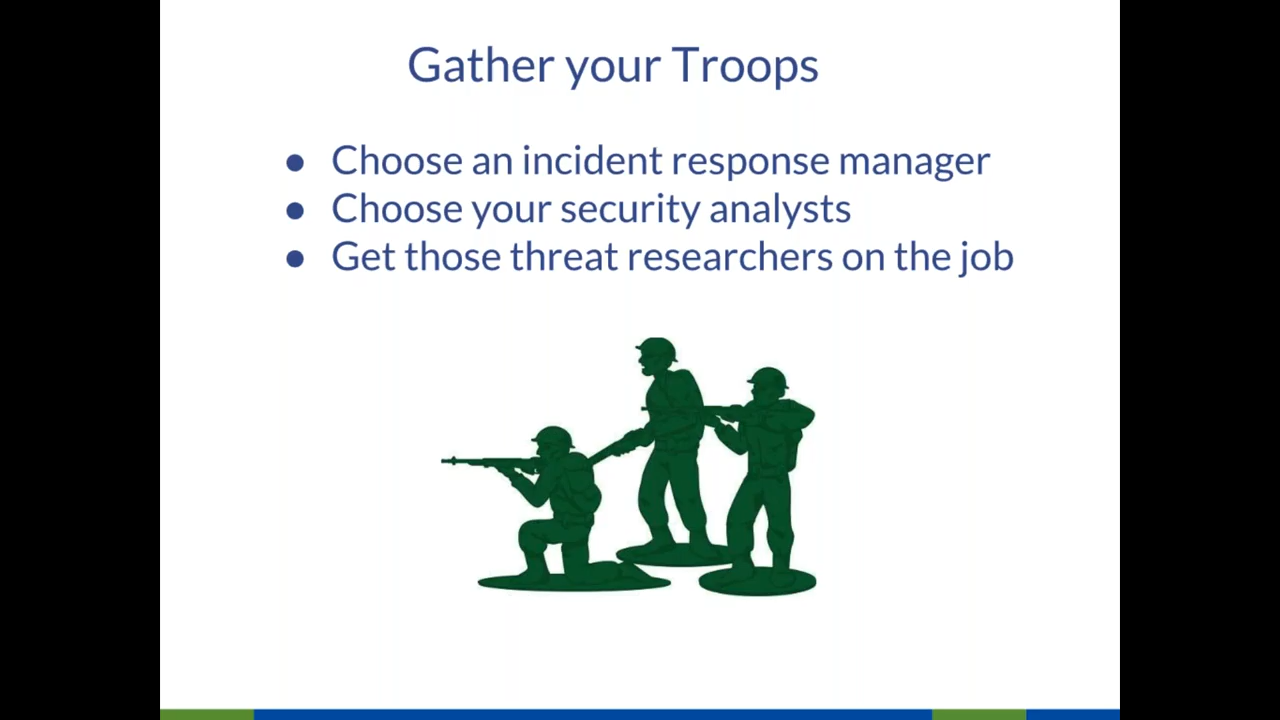 Gather your Troops
● Choose an incident response manager
● Choose your security analysts
● Get those threat researchers on the job